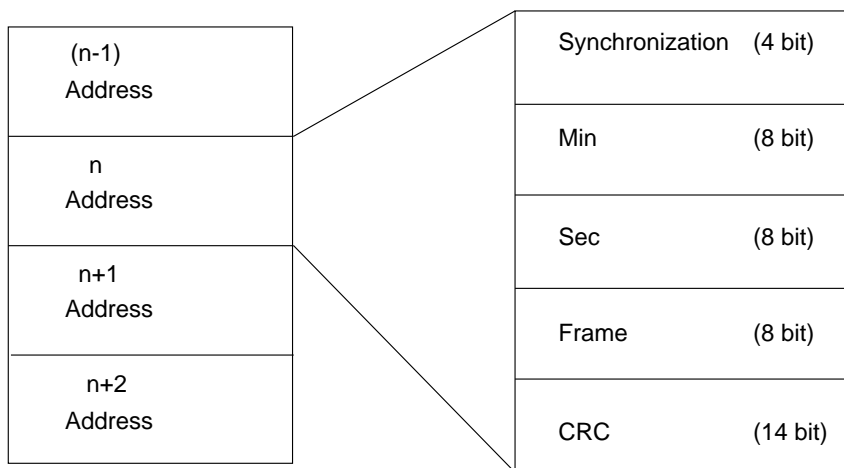 (n-1)
Address
n
Address
n+1
Address
n+2
Address
Synchronization (4 bit)
Min (8 bit)
Sec (8 bit)
Frame (8 bit)
CRC (14 bit)